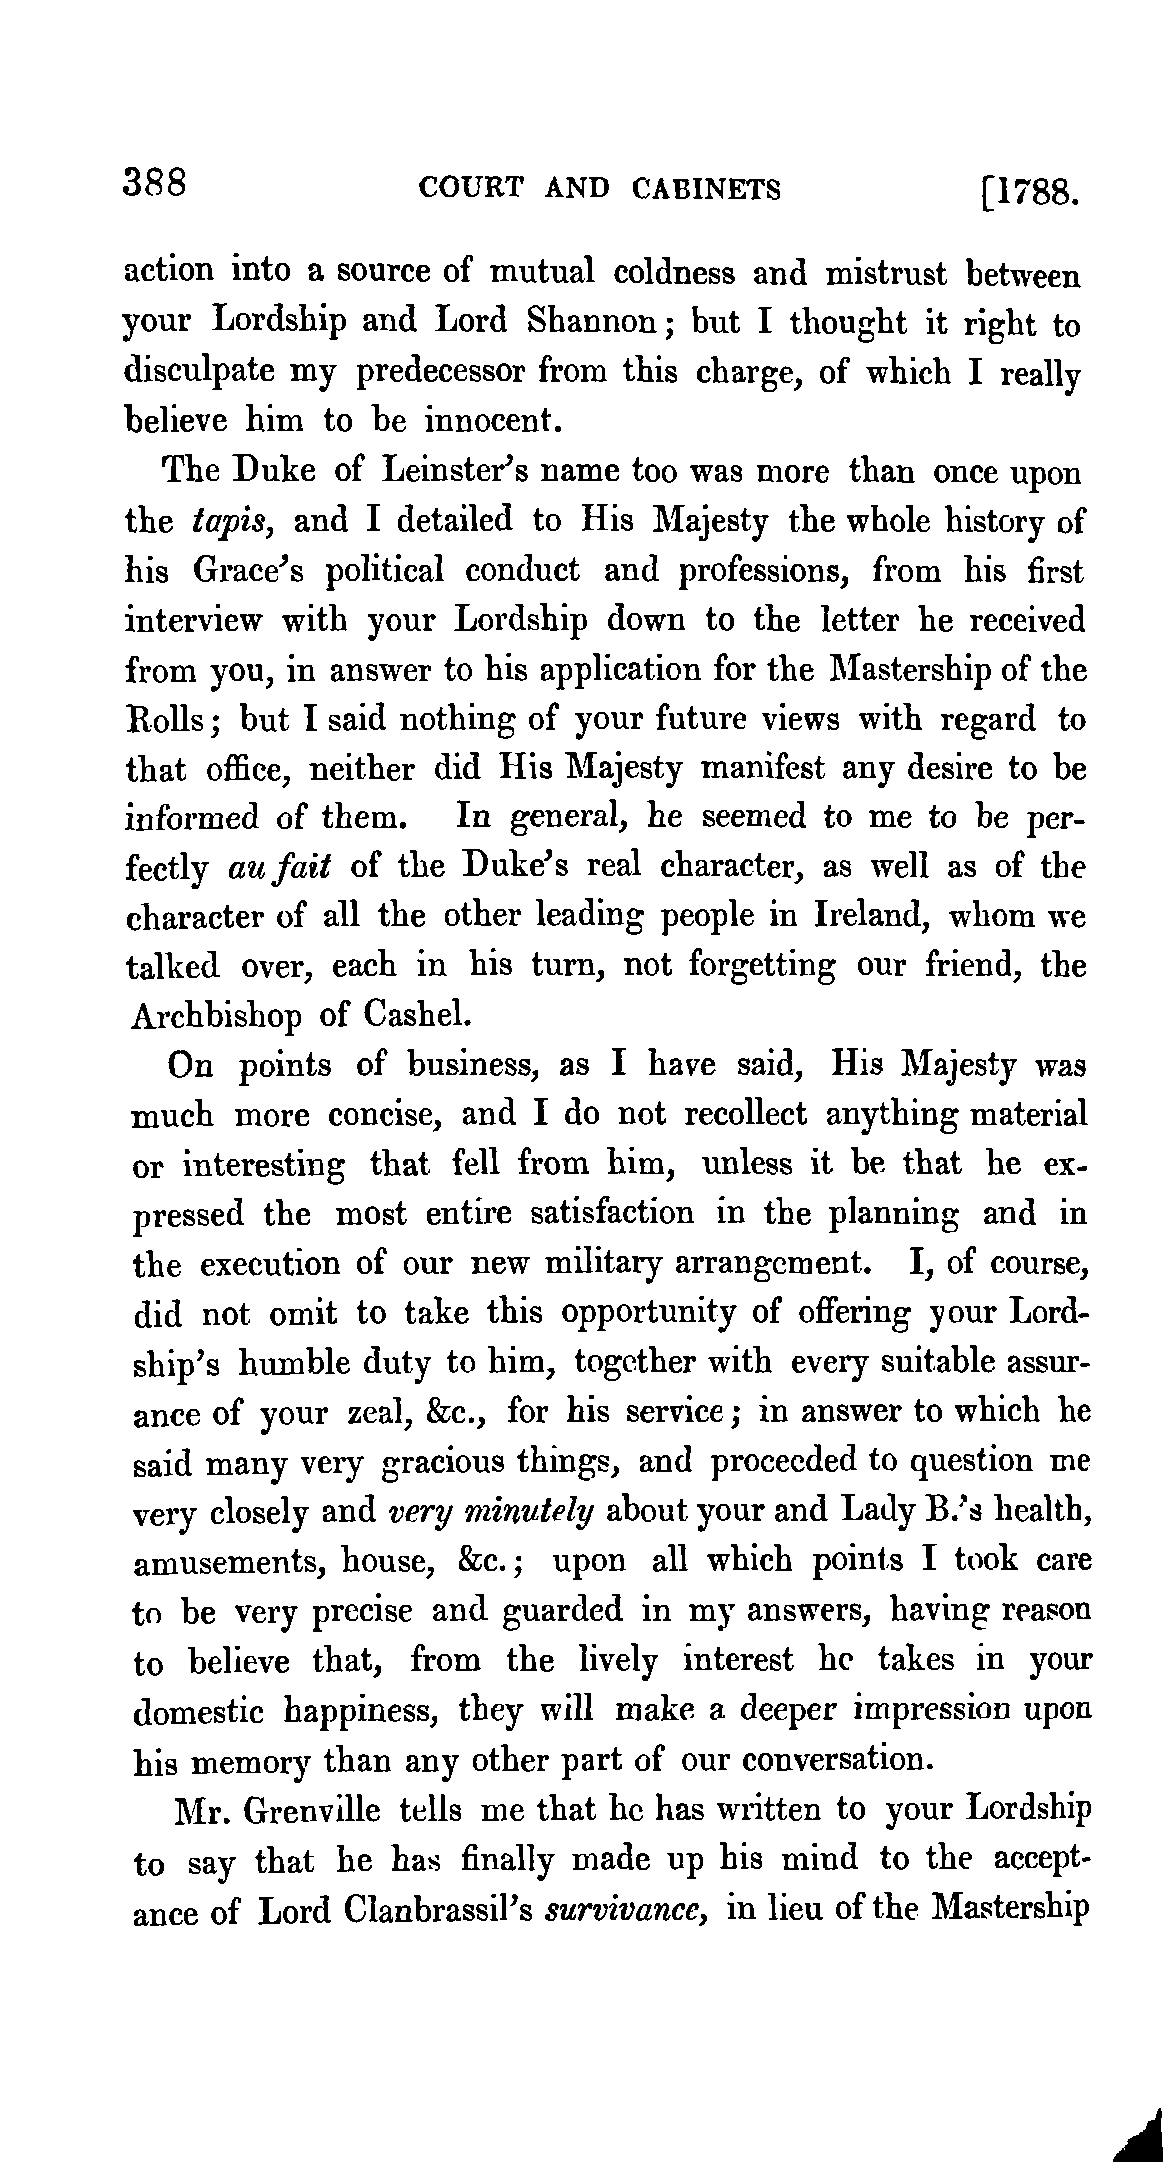 388 COURT AND CABINETS [1788.
action into a source of mutual coldness and mistrust between
your Lordship and Lord Shannon; but I thought it right to
disculpate my predecessor from this charge, of which I really
believe him to be innocent.
The Duke of Leinster's name too was more than once upon
the tapis, and I detailed to His Majesty the whole history of
his Grace's political conduct and professions, from his first
interview with your Lordship down to the letter he received
from you, in answer to his application for the Mastership of the
Rolls; but I said nothing of your future views with regard to
that office, neither did His Majesty manifest any desire to be
informed of them. In general, he seemed to me to be per-
fectly au fait of the Duke's real character, as well as of the
character of all the other leading people in Ireland, whom we
talked over, each in his turn, not forgetting our friend, the
Archbishop of Cashel.
On points of business, as I have said, His Majesty was
much more concise, and I do not recollect anything material
or interesting that fell from him, unless it be that he ex-
pressed the most entire satisfaction in the planning and in
the execution of our new military arrangement. I, of course,
did not omit to take this opportunity of offering your Lord-
ship's humble duty to him, together with every suitable assur-
ance of your zeal, &c., for his service; in answer to which he
said many very gracious things, and proceeded to question me
very closely and very minutely about your and Lady B.'s health,
amusements, house, &c.; upon all which points I took care
to be very precise and guarded in my answers, having reason
to believe that, from the lively interest he takes in your
domestic happiness, they will make a deeper impression upon
his memory than any other part of our conversation.
Mr. Grenville tells me that he has written to your Lordship
to say that he has finally made up his mind to the accept-
ance of Lord Clanbrassil's survivance, in lieu of the Mastership